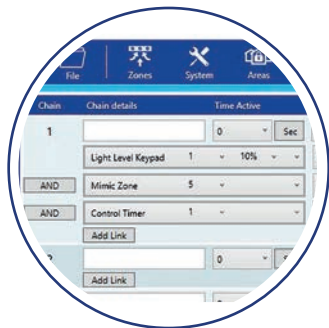 File Zones System Areas
Chain Chain details Time Active
1 0 Sec
Light Level Keypad 1 10%
AND Mimic Zone 5
AND Control Timer 1
Add Link
0
Add Link
0